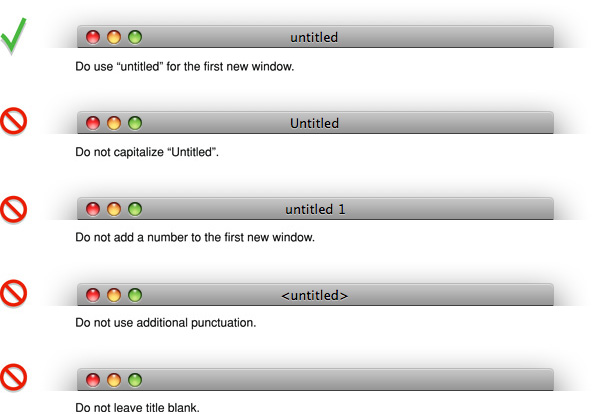 untitled
Do use “untitled” for the first new window.
Untitled
Do not capitalize “Untitled”.
untitled 1
Do not add a number to the first new window.
<untitled>
Do not use additional punctuation.
Do not leave title blank.